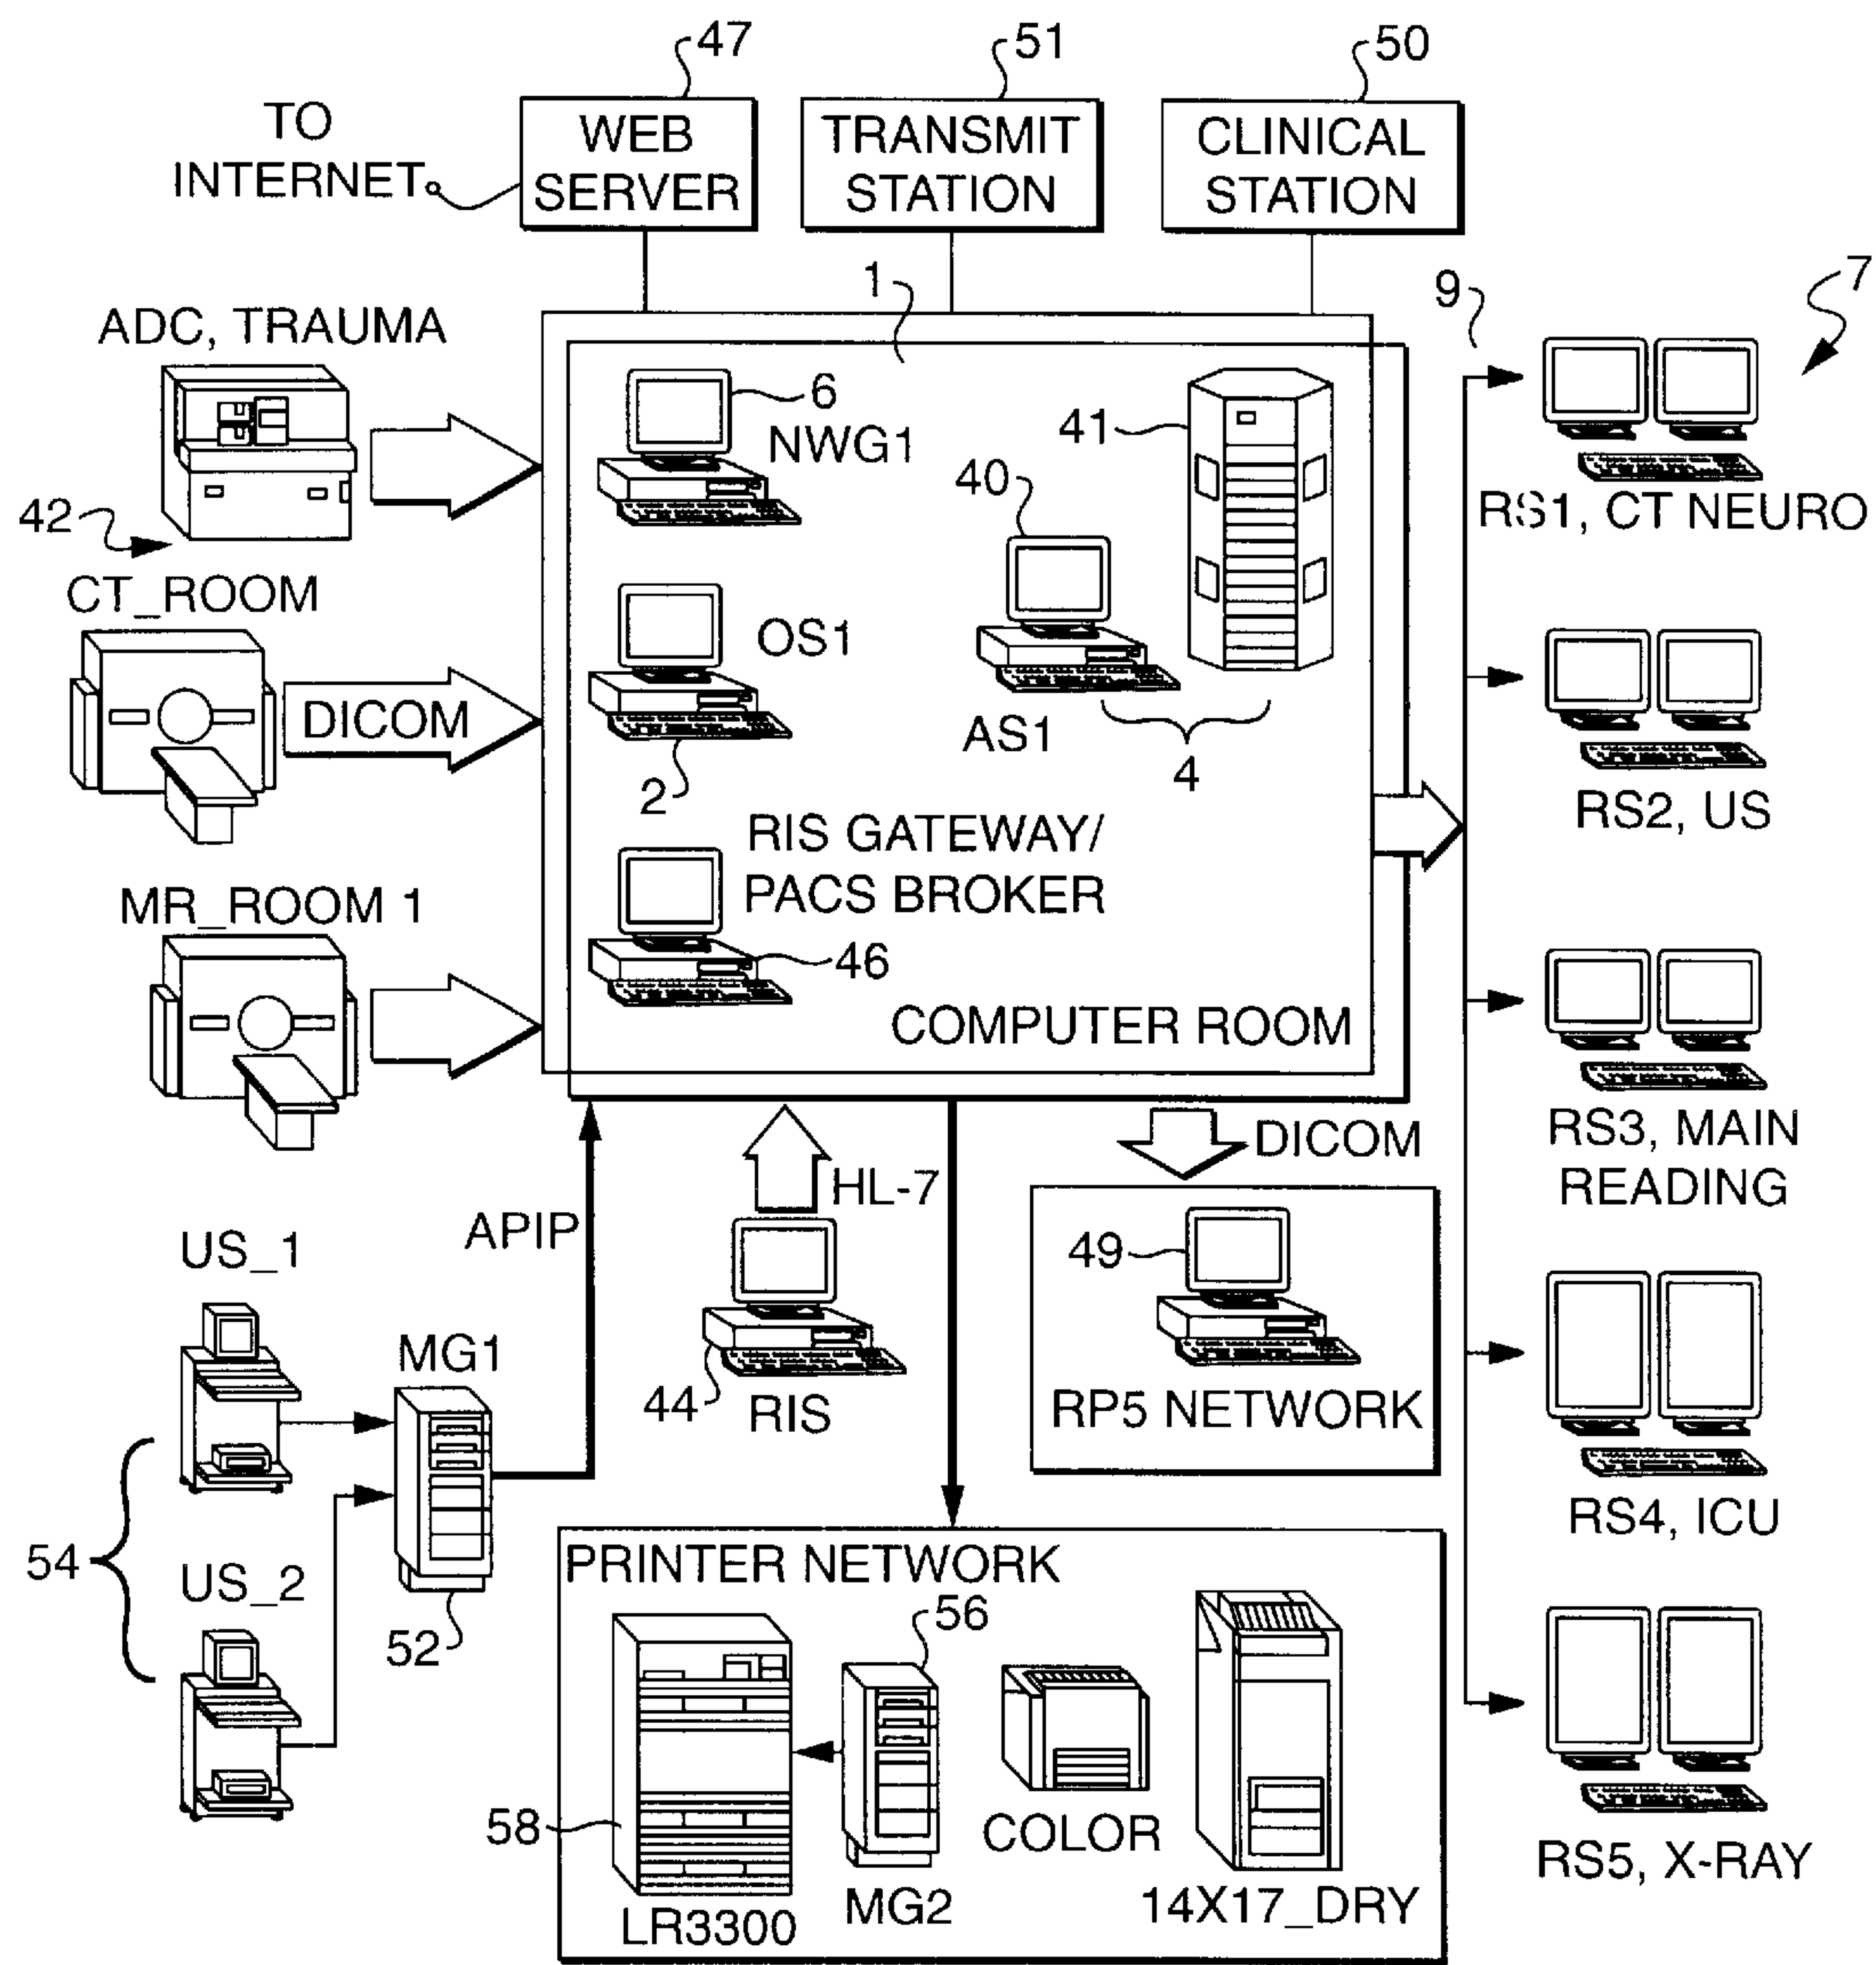 47
51
50
TO
INTERNET
WEB
SERVER
TRANSMIT
STATION
CLINICAL
STATION
1
9
7
ADC, TRAUMA
6
NWG1
41
40
RS1, CT NEURO
42
CT_ROOM
OS1
DICOM
AS1
2
4
RS2, US
RIS GATEWAY/
PACS BROKER
MR_ROOM 1
46
COMPUTER ROOM
RS3, MAIN
READING
DICOM
HL-7
APIP
US_1
49
MG1
44
RIS
RP5 NETWORK
RS4, ICU
54
US_2
52
PRINTER NETWORK
56
58
COLOR
LR3300
MG2
14X17_DRY
RS5, X-RAY